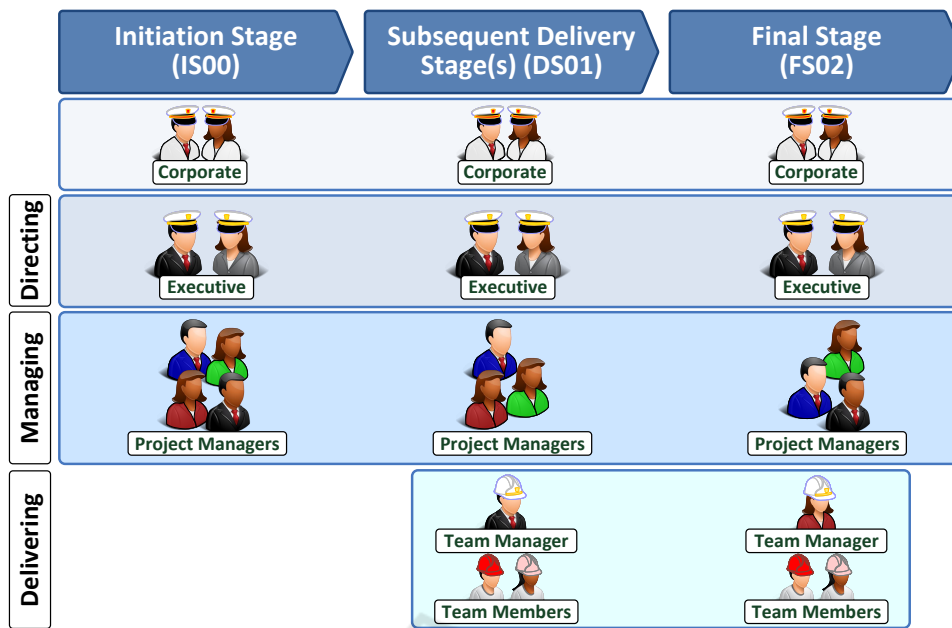 Initiation Stage
(IS00)
Subsequent Delivery
Stage(s) (DS01)
Final Stage
(FS02)
Corporate
Corporate
Corporate
Directing
Executive
Executive
Executive
Managing
Project Managers
Project Managers
Project Managers
Delivering
Team Manager
Team Manager
Team Members
Team Members